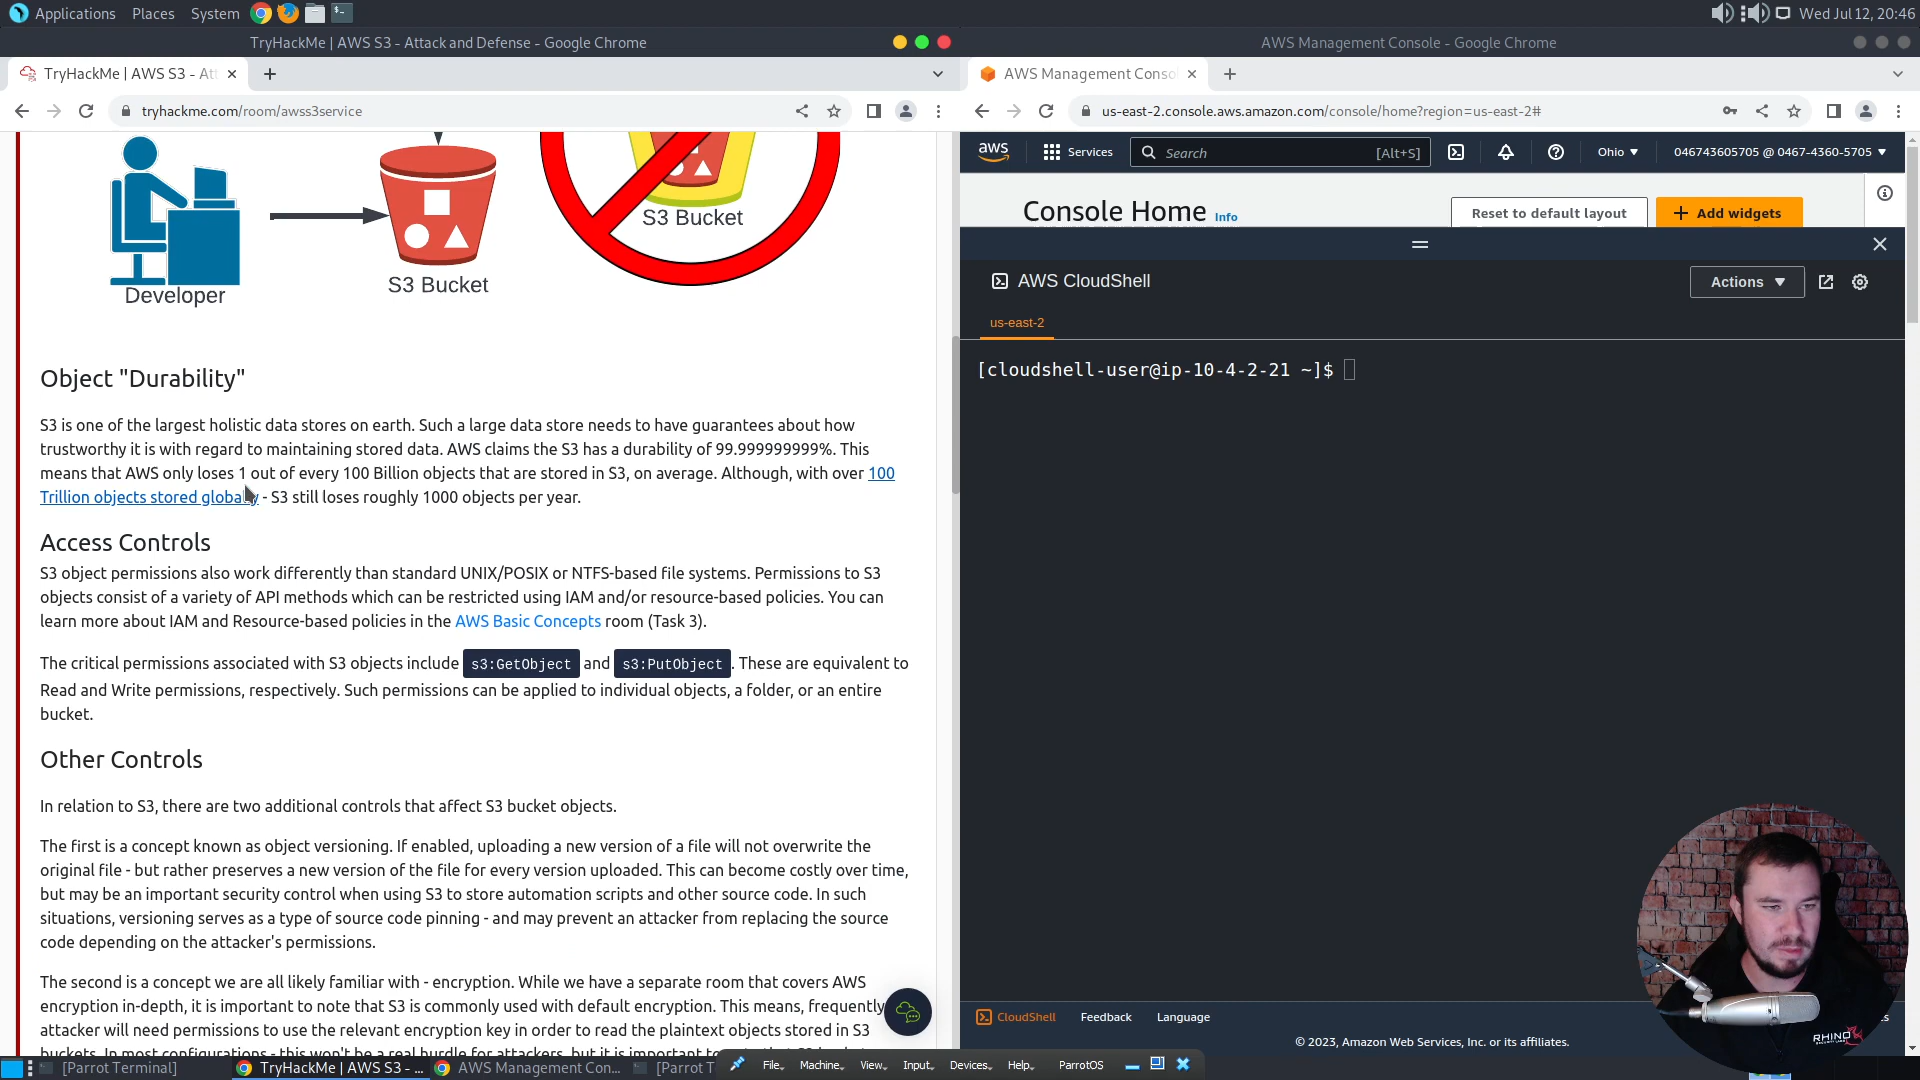 Applications Places System
Wed Jul 12, 20:46
TryHackMe | AWS S3 - Attack and Defense - Google Chrome
AWS Management Console - Google Chrome
TryHackMe | AWS S3 - Att
AWS Management Conso
tryhackme.com/room/awss3service
us-east-2.console.aws.amazon.com/console/home?region=us-east-2#
aws
Services
Search
[Alt+S]
Ohio
046743605705 @ 0467-4360-5705
Console Home Info
Reset to default layout
Add widgets
S3 Bucket
S3 Bucket
Developer
AWS CloudShell
Actions
us-east-2
[cloudshell-user@ip-10-4-2-21 ~]$
Object "Durability"
S3 is one of the largest holistic data stores on earth. Such a large data store needs to have guarantees about how
trustworthy it is with regard to maintaining stored data. AWS claims the S3 has a durability of 99.999999999%. This
means that AWS only loses 1 out of every 100 Billion objects that are stored in S3, on average. Although, with over 100
Trillion objects stored globally - S3 still loses roughly 1000 objects per year.
Access Controls
S3 object permissions also work differently than standard UNIX/POSIX or NTFS-based file systems. Permissions to S3
objects consist of a variety of API methods which can be restricted using IAM and/or resource-based policies. You can
learn more about IAM and Resource-based policies in the AWS Basic Concepts room (Task 3).
The critical permissions associated with S3 objects include s3:GetObject and s3:PutObject. These are equivalent to
Read and Write permissions, respectively. Such permissions can be applied to individual objects, a folder, or an entire
bucket.
Other Controls
In relation to S3, there are two additional controls that affect S3 bucket objects.
The first is a concept known as object versioning. If enabled, uploading a new version of a file will not overwrite the
original file - but rather preserves a new version of the file for every version uploaded. This can become costly over time,
but may be an important security control when using S3 to store automation scripts and other source code. In such
situations, versioning serves as a type of source code pinning - and may prevent an attacker from replacing the source
code depending on the attacker's permissions.
The second is a concept we are all likely familiar with - encryption. While we have a separate room that covers AWS
encryption in-depth, it is important to note that S3 is commonly used with default encryption. This means, frequently
attacker will need permissions to use the relevant encryption key in order to read the plaintext objects stored in S3
buckets. In most configurations - this won't be a real hurdle for attackers, but it is important to
CloudShell
Feedback
Language
© 2023, Amazon Web Services, Inc. or its affiliates.
RHINO
[Parrot Terminal]
TryHackMe | AWS S3 - ...
AWS Management Con...
[Parrot T
File
Machine
View
Input
Devices
Help
ParrotOS